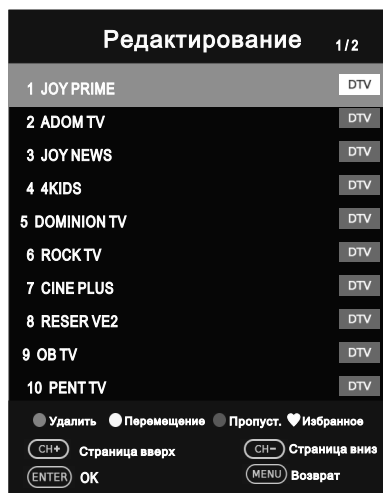 Редактирование 1/2
1 JOY PRIME DTV
2 ADOM TV DTV
3 JOY NEWS DTV
4 4KIDS DTV
5 DOMINION TV DTV
6 ROCK TV DTV
7 CINE PLUS DTV
8 RESER VE2 DTV
9 OB TV DTV
10 PENT TV DTV
Удалить Перемещение Пропуст. Избранное
CH+ Страница вверх CH− Страница вниз
ENTER OK MENU Возврат